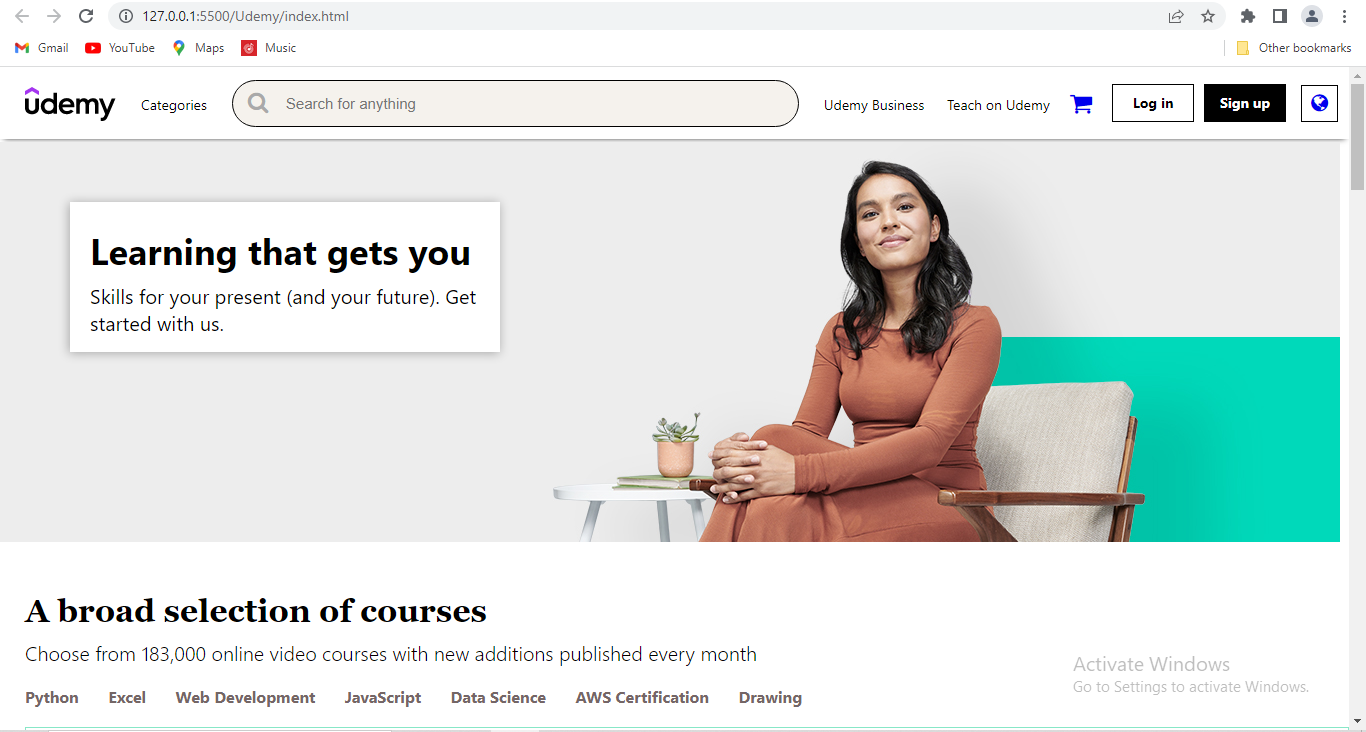 127.0.0.1:5500/Udemy/index.html
Gmail YouTube Maps Music Other bookmarks
udemy Categories Search for anything Udemy Business Teach on Udemy Log in Sign up
Learning that gets you
Skills for your present (and your future). Get
started with us.
A broad selection of courses
Choose from 183,000 online video courses with new additions published every month
Python Excel Web Development JavaScript Data Science AWS Certification Drawing
Activate Windows
Go to Settings to activate Windows.